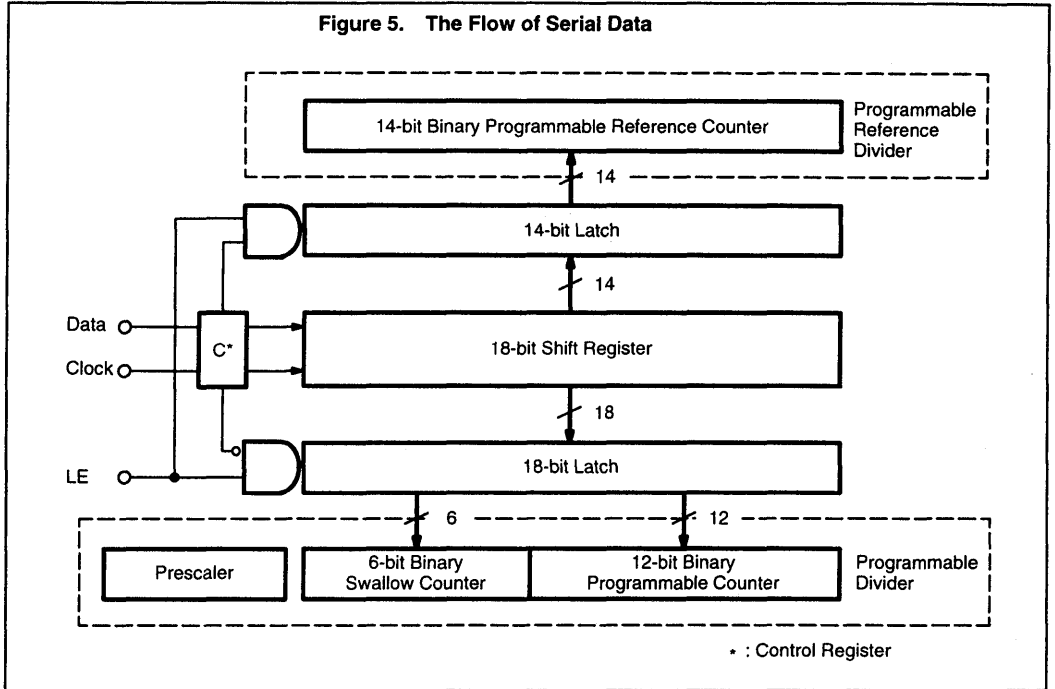 Figure 5. The Flow of Serial Data
14-bit Binary Programmable Reference Counter
Programmable
Reference
Divider
14
14-bit Latch
14
Data
Clock
C*
18-bit Shift Register
18
LE
18-bit Latch
6
12
Prescaler
6-bit Binary
Swallow Counter
12-bit Binary
Programmable Counter
Programmable
Divider
* : Control Register